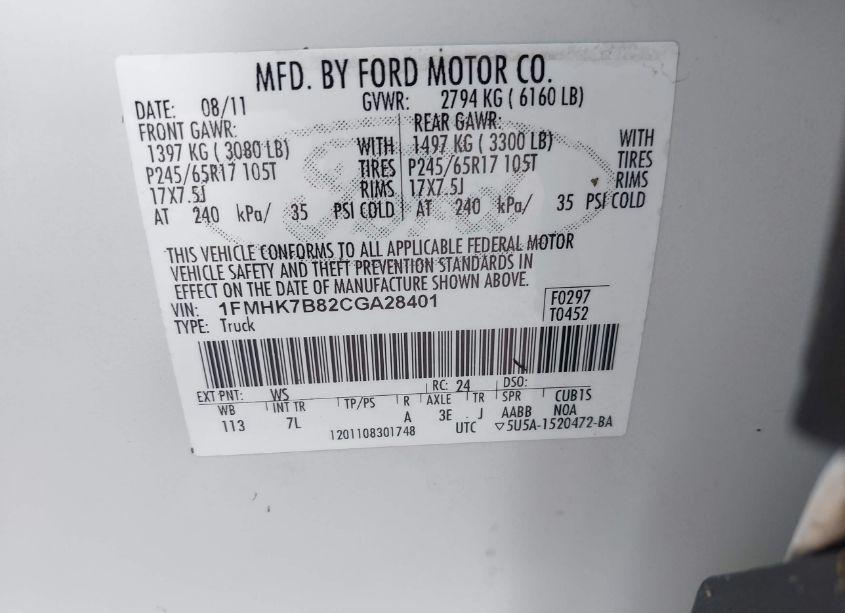 MFD. BY FORD MOTOR CO.
DATE: 08/11 GVWR: 2794 KG ( 6160 LB)
FRONT GAWR: REAR GAWR:
1397 KG ( 3080 LB) WITH 1497 KG ( 3300 LB) WITH
P245/65R17 105T TIRES P245/65R17 105T TIRES
17X7.5J RIMS 17X7.5J RIMS
AT 240 kPa/ 35 PSI COLD AT 240 kPa/ 35 PSI COLD
THIS VEHICLE CONFORMS TO ALL APPLICABLE FEDERAL MOTOR
VEHICLE SAFETY AND THEFT PREVENTION STANDARDS IN
EFFECT ON THE DATE OF MANUFACTURE SHOWN ABOVE.
VIN: 1FMHK7B82CGA28401 F0297
TYPE: Truck T0452
EXT PNT: WS RC: 24 DSO:
WB INT TR TP/PS R AXLE TR SPR CUB1S
113 7L A 3E J AABB N0A
1201108301748 UTC ▽5U5A-1520472-BA